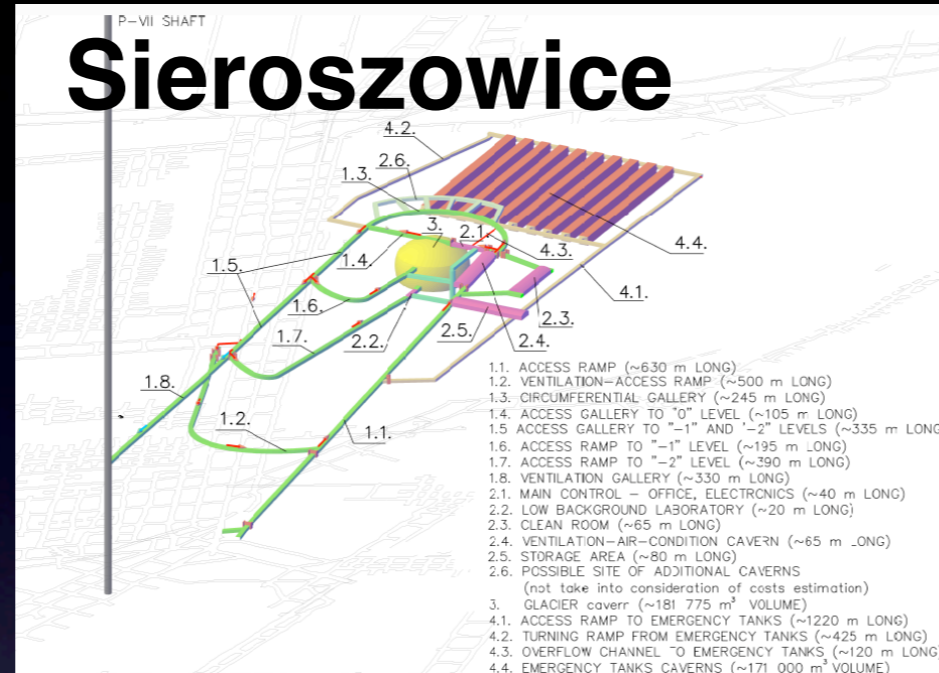 P-VII SHAFT
Sieroszowice
4.2.
2.6.
1.3.
3.
2.1.
4.3.
4.4.
1.5.
1.4.
4.1.
1.6.
2.3.
1.7.
2.2.
2.5.
2.4.
1.8.
1.2.
1.1.
1.1. ACCESS RAMP (~630 m LONG)
1.2. VENTILATION-ACCESS RAMP (~500 m LONG)
1.3. CIRCUMFERENTIAL GALLERY (~245 m LONG)
1.4. ACCESS GALLERY TO "0" LEVEL (~105 m LONG)
1.5 ACCESS GALLERY TO "-1" AND '-2" LEVELS (~335 m LONG
1.6. ACCESS RAMP TO "-1" LEVEL (~195 m LONG)
1.7. ACCESS RAMP TO "-2" LEVEL (~390 m LONG)
1.8. VENTILATION GALLERY (~330 m LONG)
2.1. MAIN CONTROL - OFFICE, ELECTRCNICS (~40 m LONG)
2.2. LOW BACKGROUND LABORATORY (~20 m LONG)
2.3. CLEAN ROOM (~65 m LONG)
2.4. VENTILATION-AIR-CONDITION CAVERN (~65 m LONG)
2.5. STORAGE AREA (~80 m LONG)
2.6. POSSIBLE SITE OF ADDITIONAL CAVERNS
(not take into consideration of costs estimation)
3. GLACIER cavern (~181 775 m³ VOLUME)
4.1. ACCESS RAMP TO EMERGENCY TANKS (~1220 m LONG)
4.2. TURNING RAMP FROM EMERGENCY TANKS (~425 m LONG)
4.3. OVERFLOW CHANNEL TO EMERGENCY TANKS (~120 m LONG)
4.4. EMERGENCY TANKS CAVERNS (~171 000 m³ VOLUME)